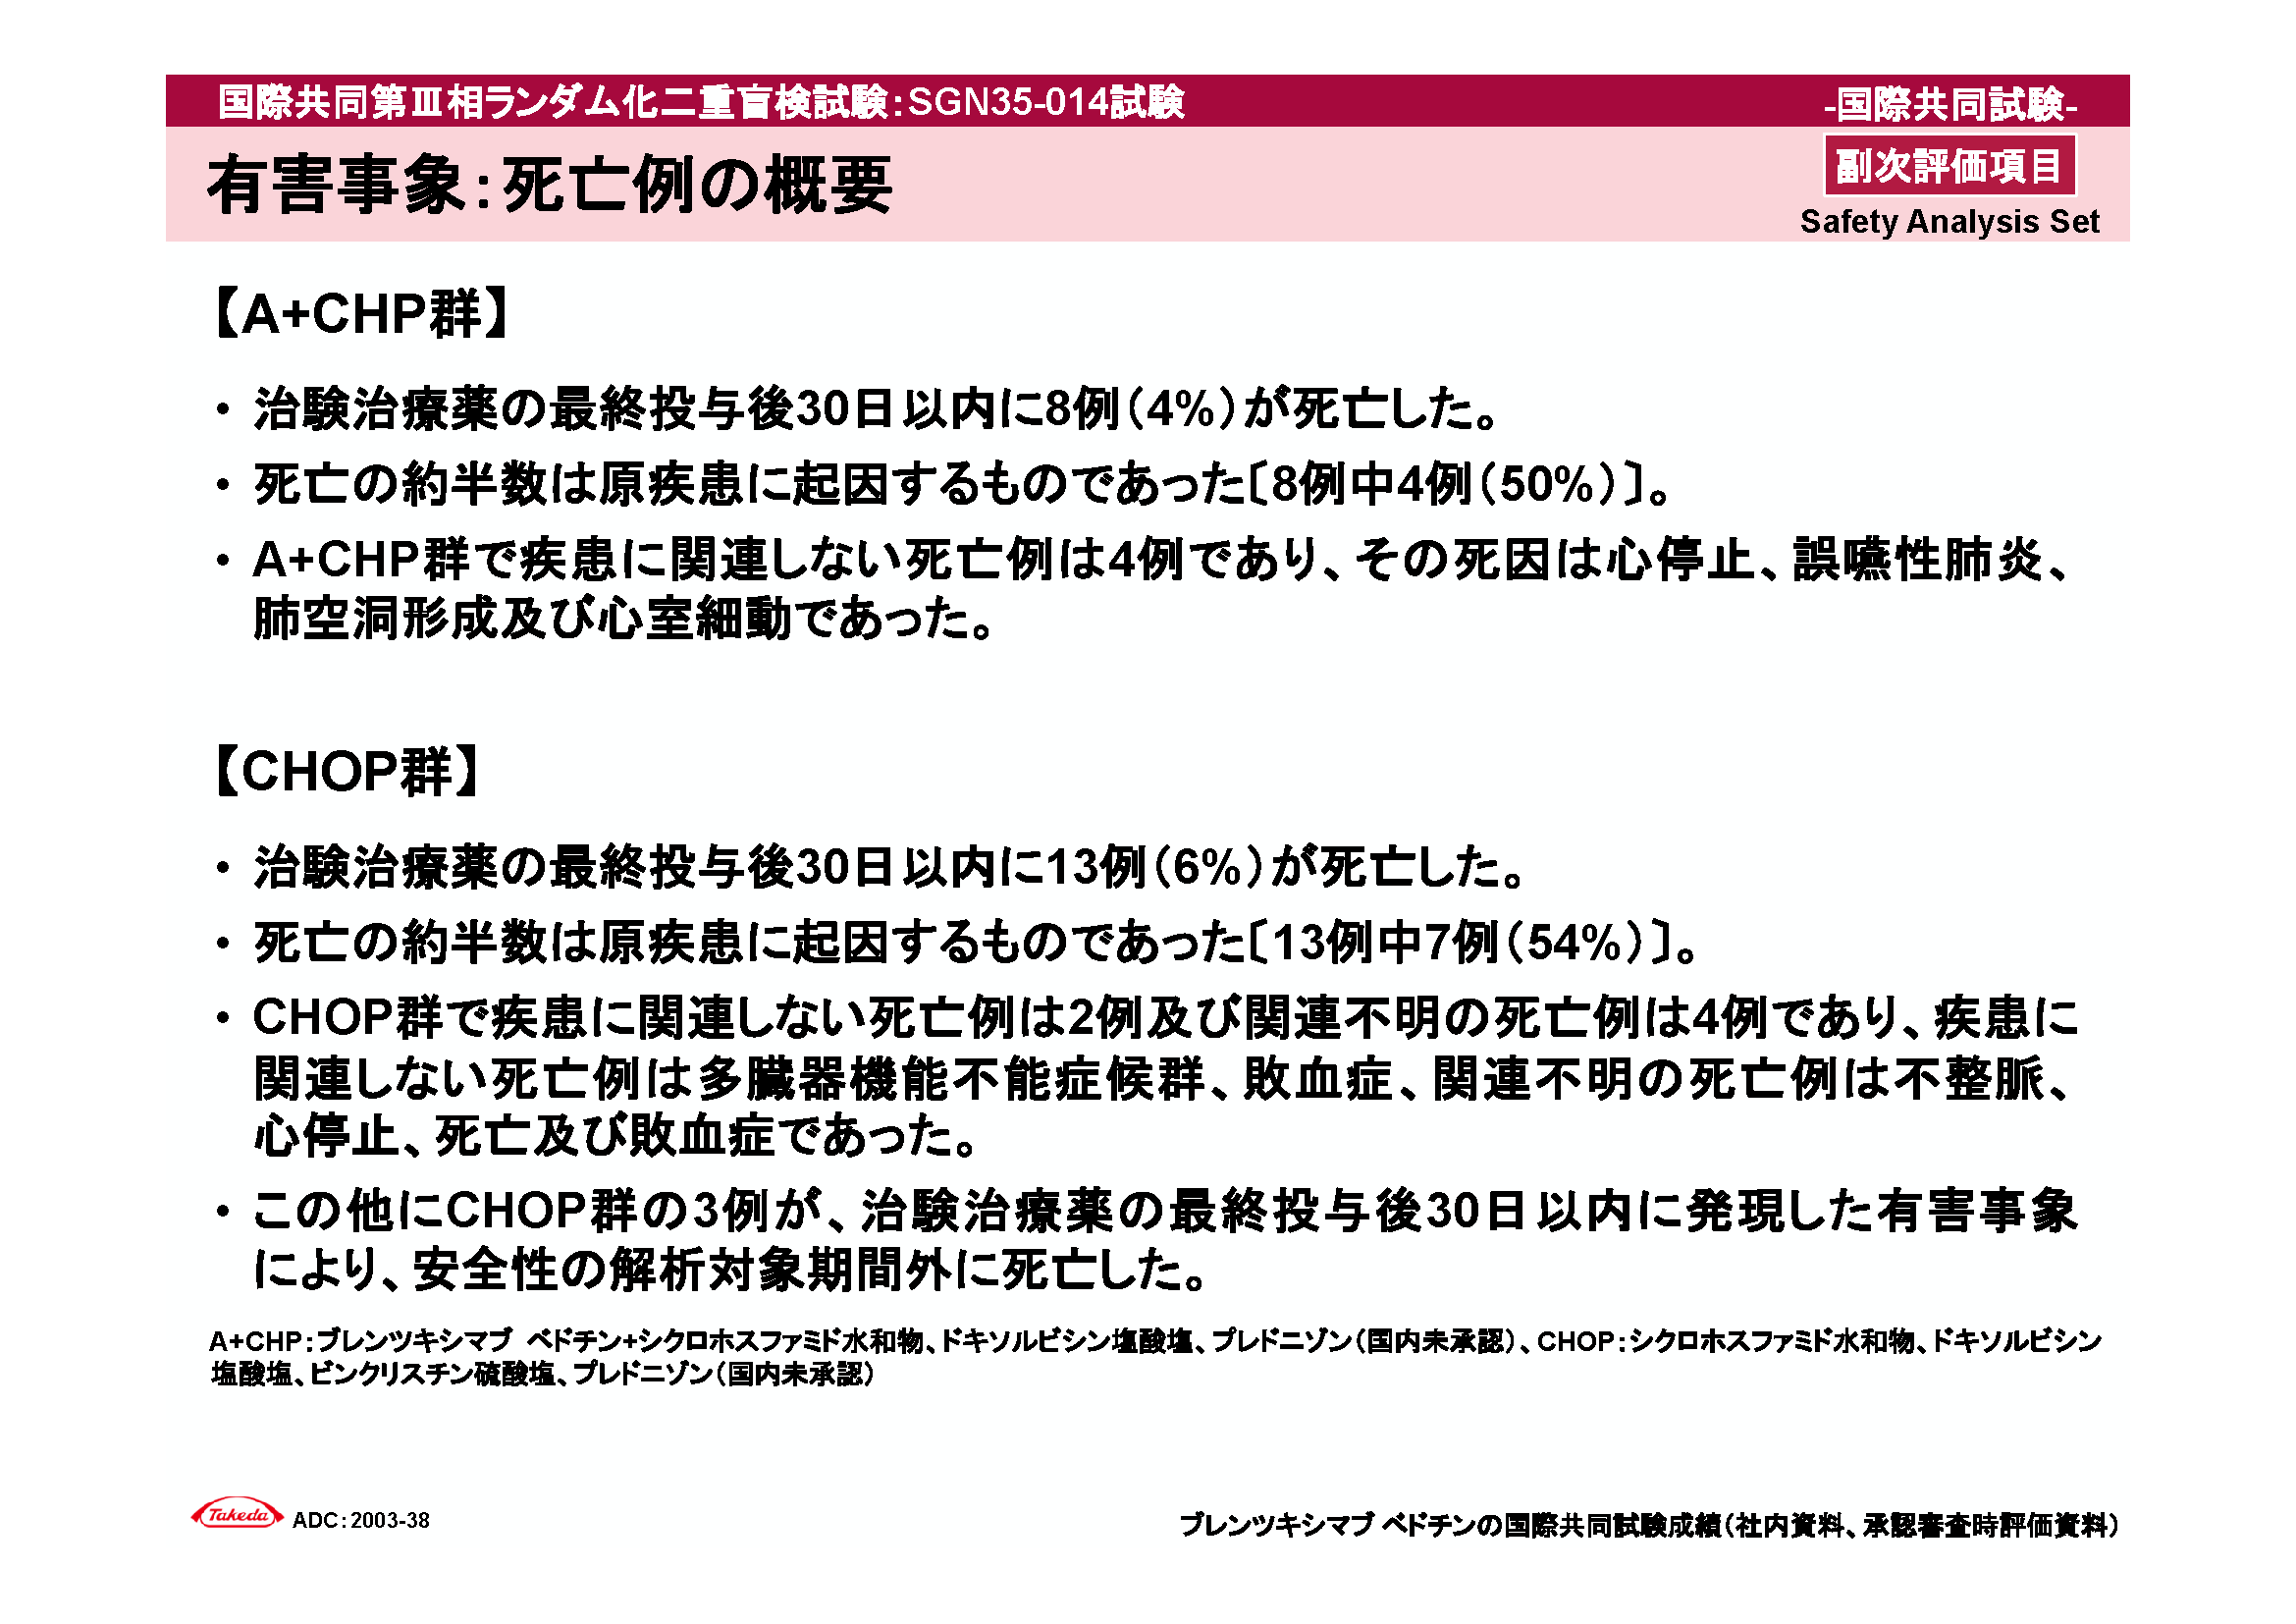 国際共同第Ⅲ相ランダム化二重盲検試験：SGN35-014試験
-国際共同試験-
有害事象：死亡例の概要
副次評価項目
Safety Analysis Set
【A+CHP群】
• 治験治療薬の最終投与後30日以内に8例（4%）が死亡した。
• 死亡の約半数は原疾患に起因するものであった〔8例中4例（50%）〕。
• A+CHP群で疾患に関連しない死亡例は4例であり、その死因は心停止、誤嚥性肺炎、
肺空洞形成及び心室細動であった。
【CHOP群】
• 治験治療薬の最終投与後30日以内に13例（6%）が死亡した。
• 死亡の約半数は原疾患に起因するものであった〔13例中7例（54%）〕。
• CHOP群で疾患に関連しない死亡例は2例及び関連不明の死亡例は4例であり、疾患に
関連しない死亡例は多臓器機能不能症候群、敗血症、関連不明の死亡例は不整脈、
心停止、死亡及び敗血症であった。
• この他にCHOP群の3例が、治験治療薬の最終投与後30日以内に発現した有害事象
により、安全性の解析対象期間外に死亡した。
A+CHP：ブレンツキシマブ ベドチン+シクロホスファミド水和物、ドキソルビシン塩酸塩、プレドニゾン（国内未承認）、CHOP：シクロホスファミド水和物、ドキソルビシン
塩酸塩、ビンクリスチン硫酸塩、プレドニゾン（国内未承認）
Takeda
ADC：2003-38
ブレンツキシマブ ベドチンの国際共同試験成績（社内資料、承認審査時評価資料）